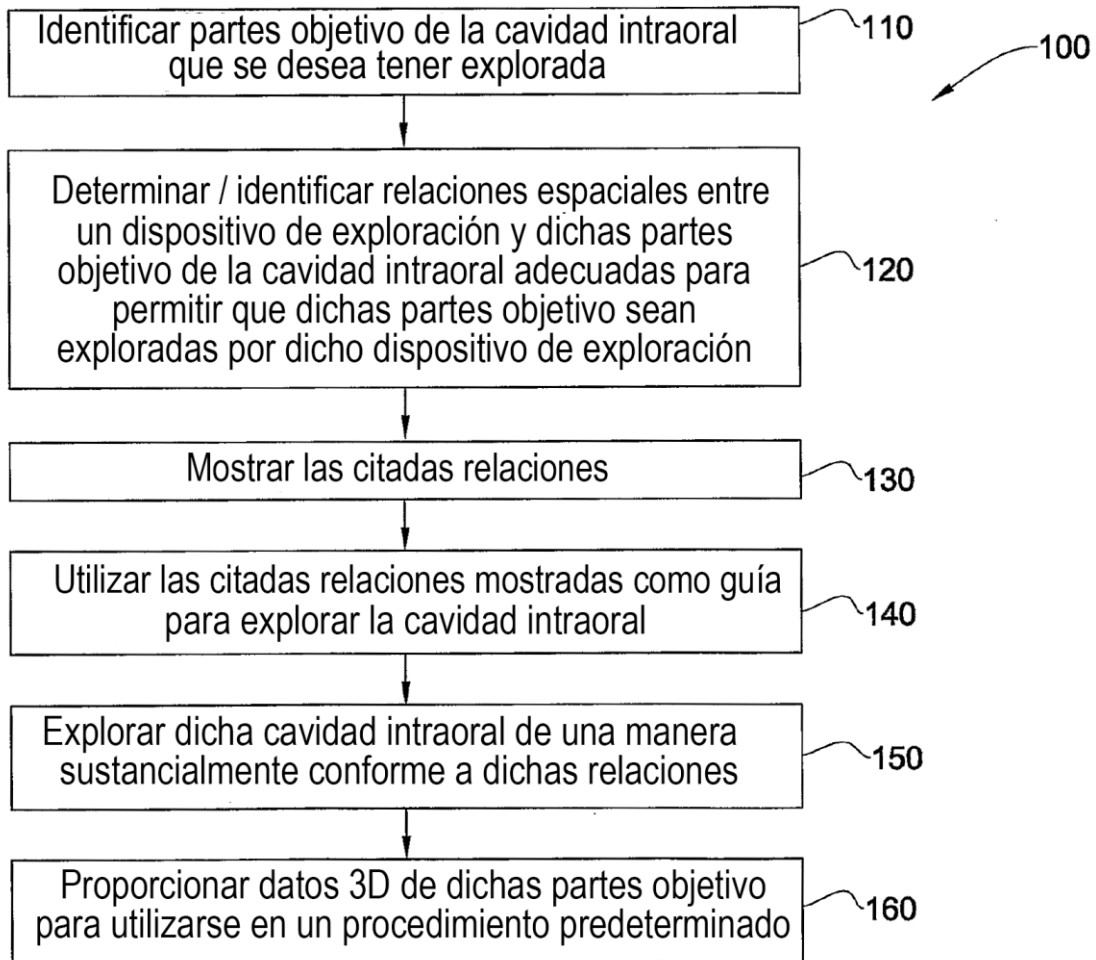 Identificar partes objetivo de la cavidad intraoral
que se desea tener explorada
110
100
Determinar / identificar relaciones espaciales entre
un dispositivo de exploración y dichas partes
objetivo de la cavidad intraoral adecuadas para
permitir que dichas partes objetivo sean
exploradas por dicho dispositivo de exploración
120
Mostrar las citadas relaciones
130
Utilizar las citadas relaciones mostradas como guía
para explorar la cavidad intraoral
140
Explorar dicha cavidad intraoral de una manera
sustancialmente conforme a dichas relaciones
150
Proporcionar datos 3D de dichas partes objetivo
para utilizarse en un procedimiento predeterminado
160